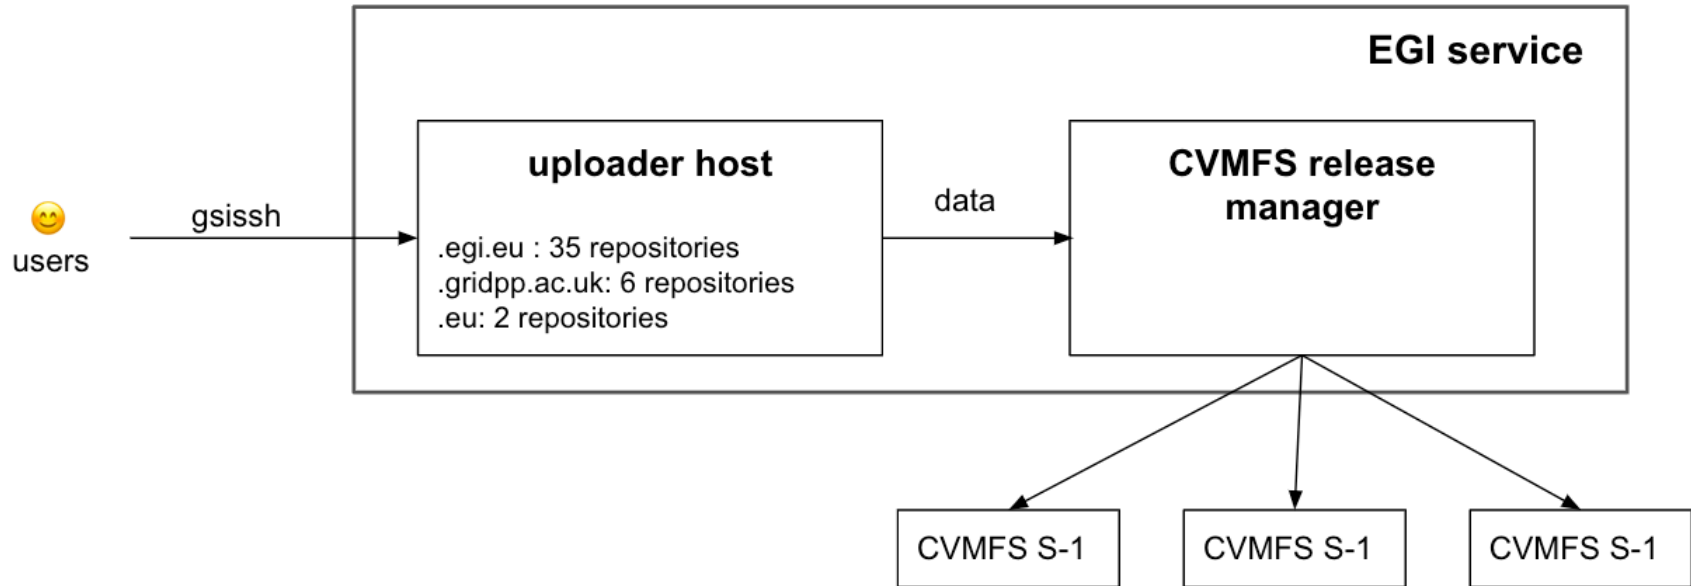 EGI service
uploader host
CVMFS release
manager
gsissh
data
users
.egi.eu : 35 repositories
.gridpp.ac.uk: 6 repositories
.eu: 2 repositories
CVMFS S-1
CVMFS S-1
CVMFS S-1